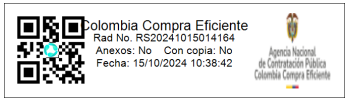 Colombia Compra Eficiente
Rad No. RS20241015014164
Anexos: No Con copia: No
Fecha: 15/10/2024 10:38:42
Agencia Nacional
de Contratación Pública
Colombia Compra Eficiente